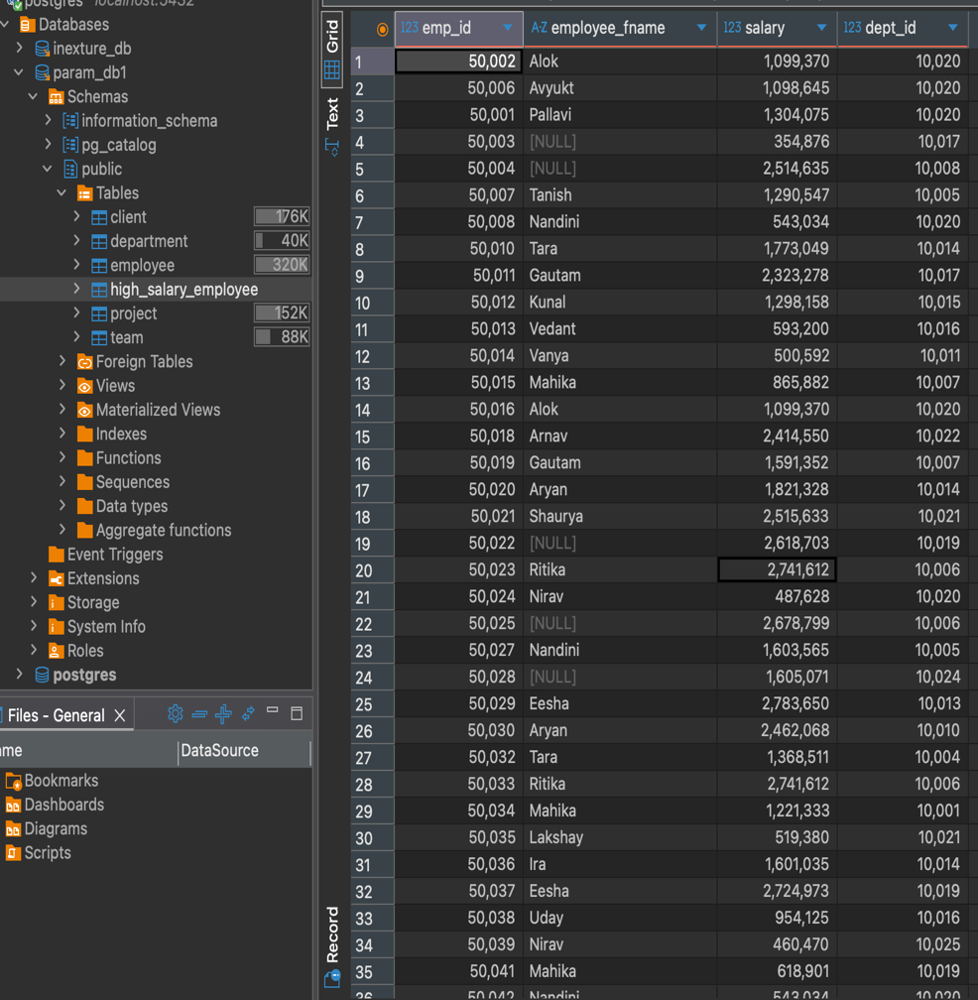 postgres localhost:5432
Databases
inexture_db
param_db1
Schemas
information_schema
pg_catalog
public
Tables
client 176K
department 40K
employee 320K
high_salary_employee
project 152K
team 88K
Foreign Tables
Views
Materialized Views
Indexes
Functions
Sequences
Data types
Aggregate functions
Event Triggers
Extensions
Storage
System Info
Roles
postgres
Files - General
me DataSource
Bookmarks
Dashboards
Diagrams
Scripts
Grid
Text
Record
123 emp_id A-Z employee_fname 123 salary 123 dept_id
1 50,002 Alok 1,099,370 10,020
2 50,006 Avyukt 1,098,645 10,020
3 50,001 Pallavi 1,304,075 10,020
4 50,003 [NULL] 354,876 10,017
5 50,004 [NULL] 2,514,635 10,008
6 50,007 Tanish 1,290,547 10,005
7 50,008 Nandini 543,034 10,020
8 50,010 Tara 1,773,049 10,014
9 50,011 Gautam 2,323,278 10,017
10 50,012 Kunal 1,298,158 10,015
11 50,013 Vedant 593,200 10,016
12 50,014 Vanya 500,592 10,011
13 50,015 Mahika 865,882 10,007
14 50,016 Alok 1,099,370 10,020
15 50,018 Arnav 2,414,550 10,022
16 50,019 Gautam 1,591,352 10,007
17 50,020 Aryan 1,821,328 10,014
18 50,021 Shaurya 2,515,633 10,021
19 50,022 [NULL] 2,618,703 10,019
20 50,023 Ritika 2,741,612 10,006
21 50,024 Nirav 487,628 10,020
22 50,025 [NULL] 2,678,799 10,006
23 50,027 Nandini 1,603,565 10,005
24 50,028 [NULL] 1,605,071 10,024
25 50,029 Eesha 2,783,650 10,013
26 50,030 Aryan 2,462,068 10,010
27 50,032 Tara 1,368,511 10,004
28 50,033 Ritika 2,741,612 10,006
29 50,034 Mahika 1,221,333 10,001
30 50,035 Lakshay 519,380 10,021
31 50,036 Ira 1,601,035 10,014
32 50,037 Eesha 2,724,973 10,019
33 50,038 Uday 954,125 10,016
34 50,039 Nirav 460,470 10,025
35 50,041 Mahika 618,901 10,019
36 50,042 Nandini 543,034 10,020